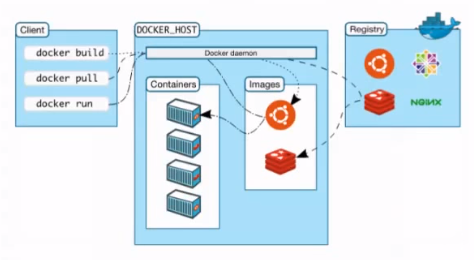 Client
docker build
docker pull
docker run
DOCKER_HOST
Docker daemon
Containers
Images
Registry
NGINX